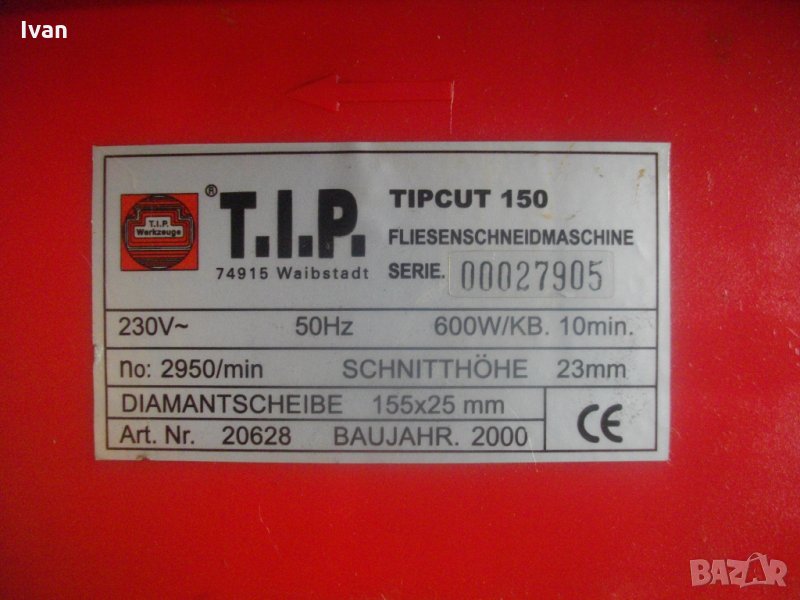 Ivan
T.I.P.
Werkzeuge
® T.I.P.
74915 Waibstadt
TIPCUT 150
FLIESENSCHNEIDMASCHINE
SERIE. 00027905
230V~ 50Hz 600W/KB. 10min.
no: 2950/min SCHNITTHÖHE 23mm
DIAMANTSCHEIBE 155x25 mm
Art. Nr. 20628 BAUJAHR. 2000
CE
BAZAR